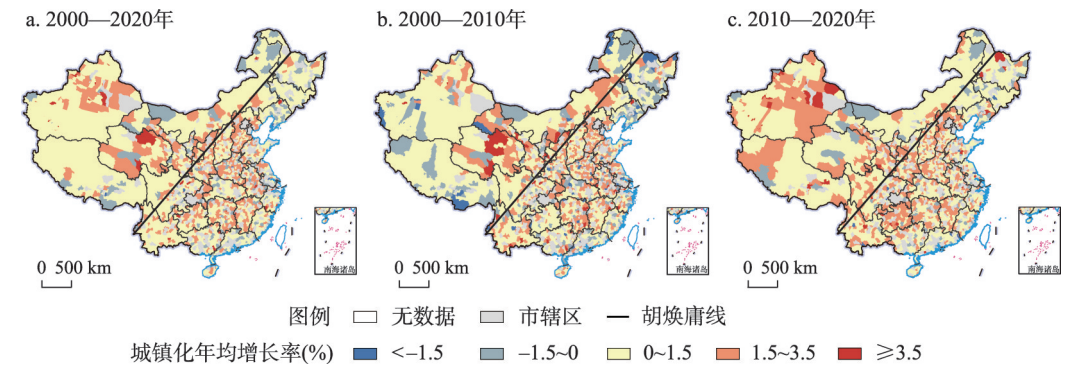 a. 2000—2020年
b. 2000—2010年
c. 2010—2020年
0 500 km
南海诸岛
0 500 km
南海诸岛
0 500 km
南海诸岛
图例 无数据 市辖区 胡焕庸线
城镇化年均增长率(%) <–1.5 –1.5~0 0~1.5 1.5~3.5 ≥3.5